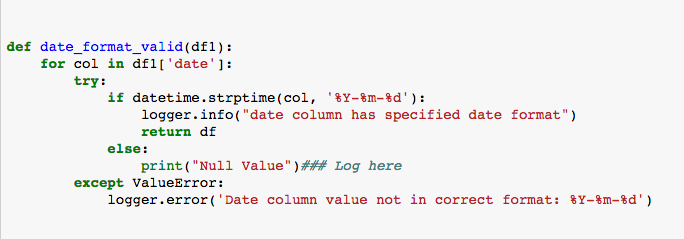 def date_format_valid(df1):
    for col in df1['date']:
        try:
            if datetime.strptime(col, '%Y-%m-%d'):
                logger.info("date column has specified date format")
                return df
            else:
                print("Null Value")### Log here
        except ValueError:
            logger.error('Date column value not in correct format: %Y-%m-%d')